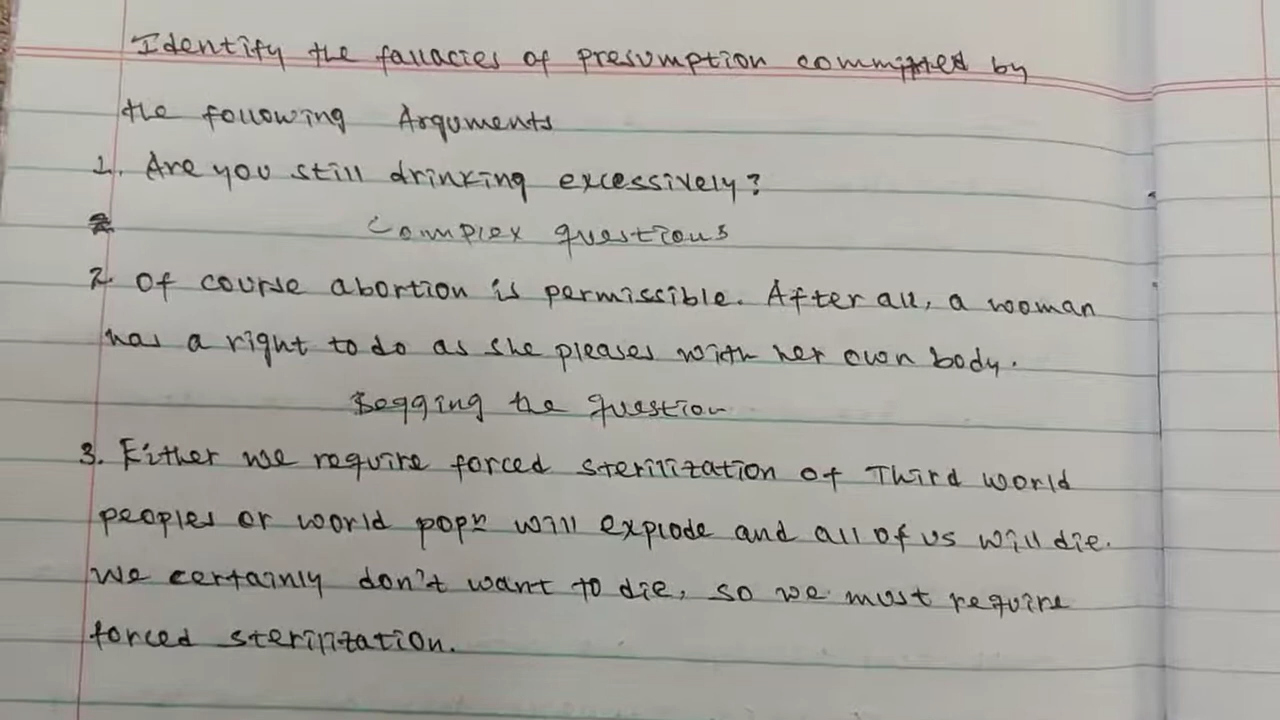 Identify the fallacies of presumption committed by
the following Arguments
1. Are you still drinking excessively?
Complex questions
2. Of course abortion is permissible. After all, a wooman
has a right to do as she pleases with her own body.
Begging the question
3. Either we require forced sterilization of Third world
peoples or world popn will explode and all of us will die.
We certainly don't want to die, so we must require
forced sterilization.